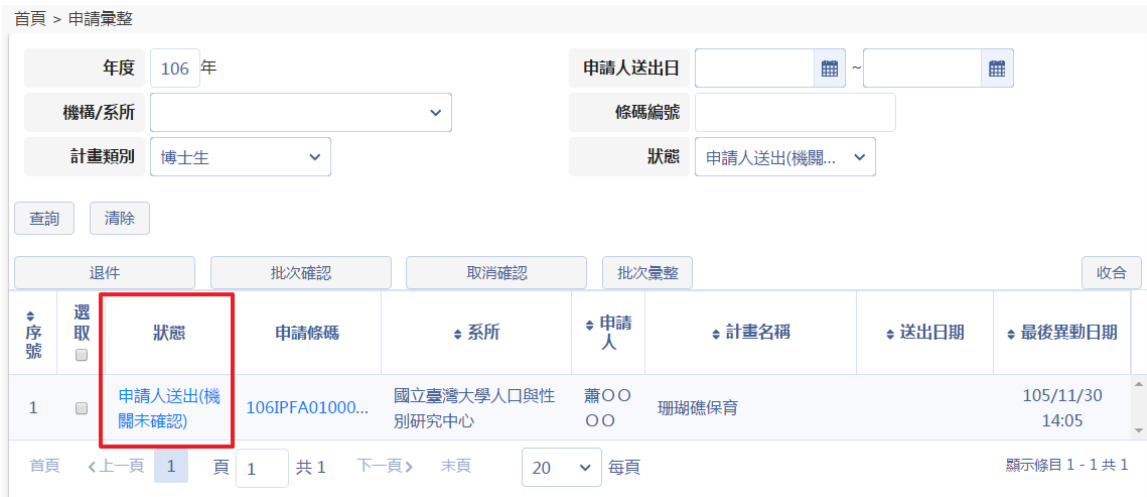 首頁 > 申請彙整
年度 106 年 申請人送出日 ~
機構/系所 條碼編號
計畫類別 博士生 狀態 申請人送出(機關...
查詢 清除
退件 批次確認 取消確認 批次彙整 收合
序號 選取 狀態 申請條碼 系所 申請人 計畫名稱 送出日期 最後異動日期
1 申請人送出(機 106IPFA01000... 國立臺灣大學人口與性 蕭○○ 珊瑚礁保育 105/11/30
關未確認) 別研究中心 ○○ 14:05
首頁 <上一頁 1 頁 1 共 1 下一頁> 末頁 20 每頁 顯示條目 1 - 1 共 1